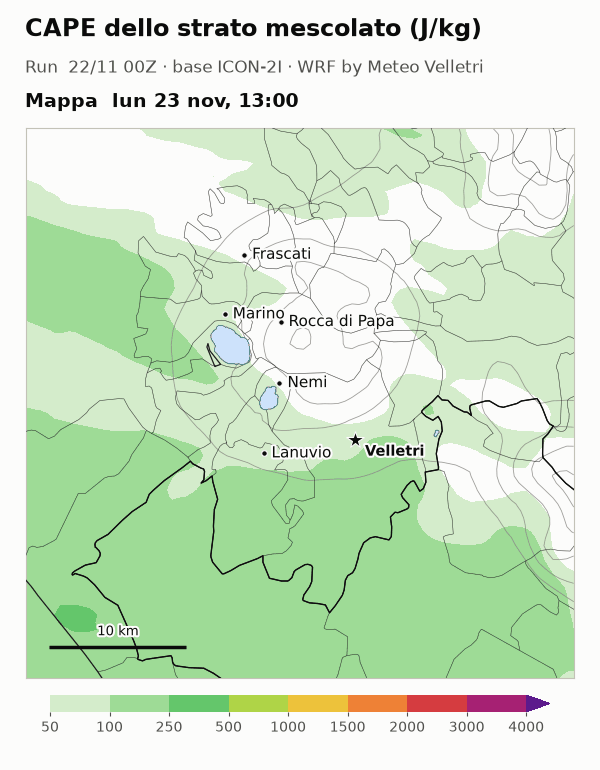 CAPE dello strato mescolato (J/kg)
Run  22/11 00Z · base ICON-2I · WRF by Meteo Velletri
Mappa  lun 23 nov, 13:00
Frascati
Marino
Rocca di Papa
Nemi
Velletri
Lanuvio
10 km
50 100 250 500 1000 1500 2000 3000 4000